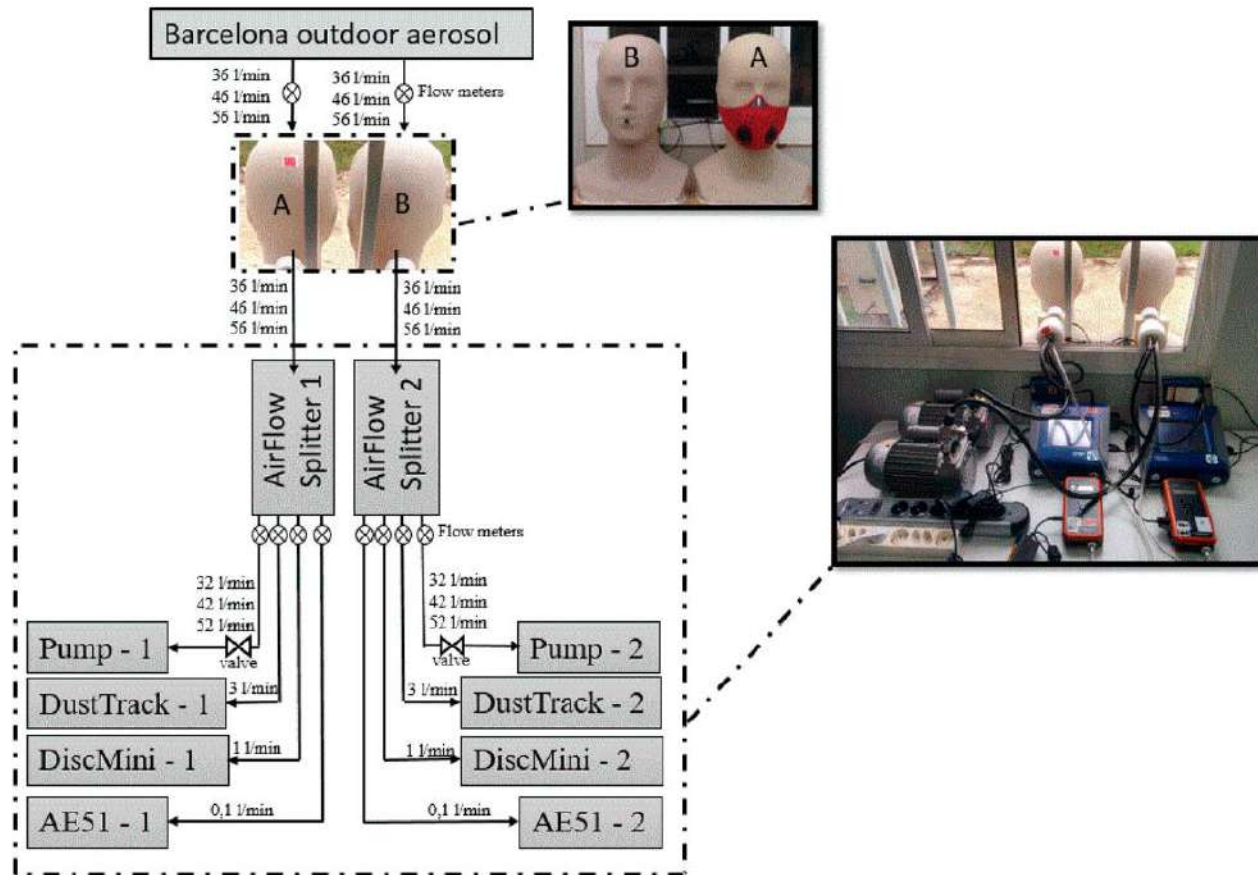 Barcelona outdoor aerosol
36 l/min
46 l/min
56 l/min
36 l/min
46 l/min
56 l/min
Flow meters
B
A
A
B
36 l/min
46 l/min
56 l/min
36 l/min
46 l/min
56 l/min
AirFlow
Splitter 1
AirFlow
Splitter 2
Flow meters
32 l/min
42 l/min
52 l/min
valve
32 l/min
42 l/min
52 l/min
valve
Pump - 1
Pump - 2
DustTrack - 1
3 l/min
3 l/min
DustTrack - 2
DiscMini - 1
1 l/min
1 l/min
DiscMini - 2
AE51 - 1
0,1 l/min
0,1 l/min
AE51 - 2